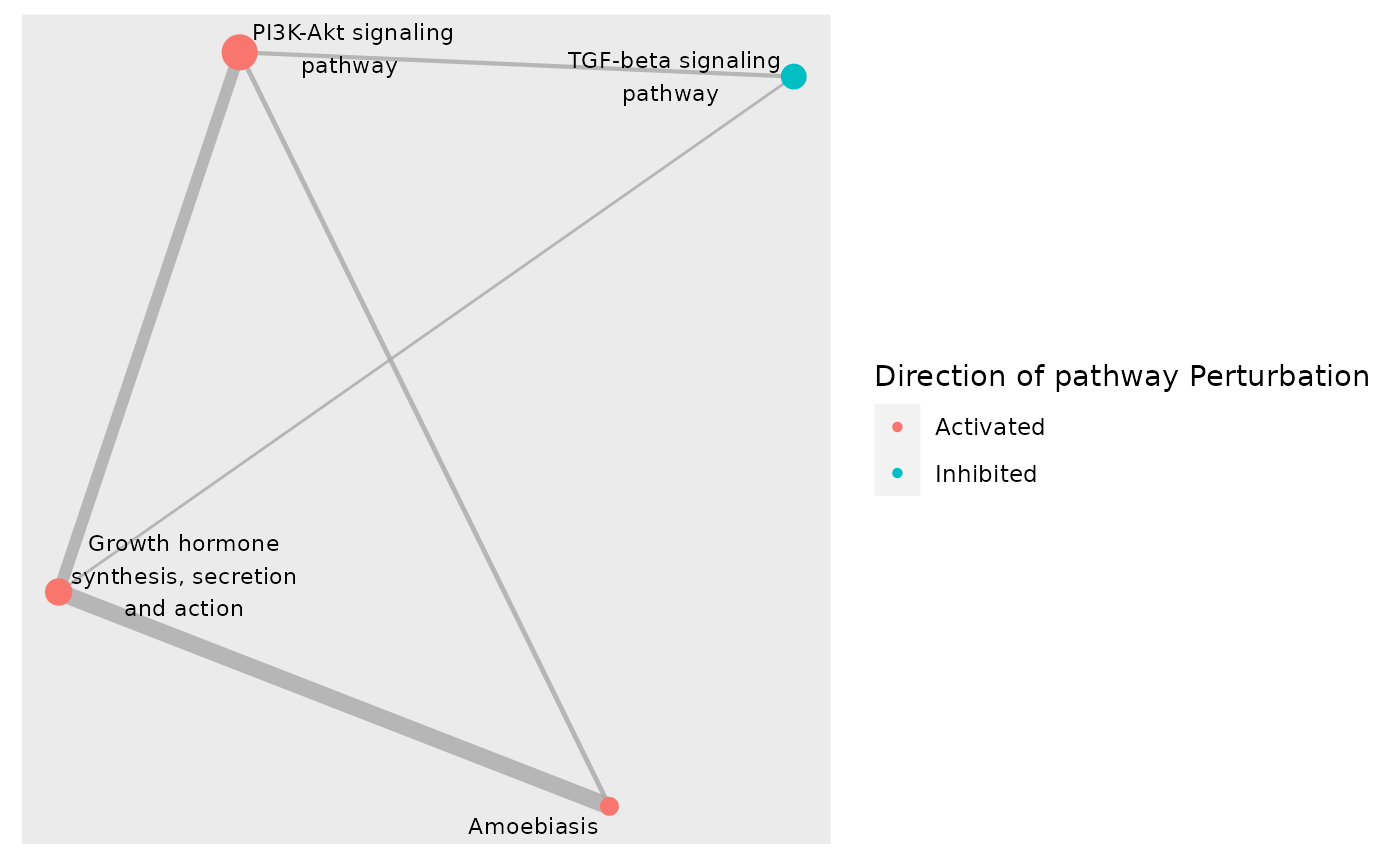 PI3K-Akt signaling
pathway
TGF-beta signaling
pathway
Growth hormone
synthesis, secretion
and action
Amoebiasis
Direction of pathway Perturbation
Activated
Inhibited